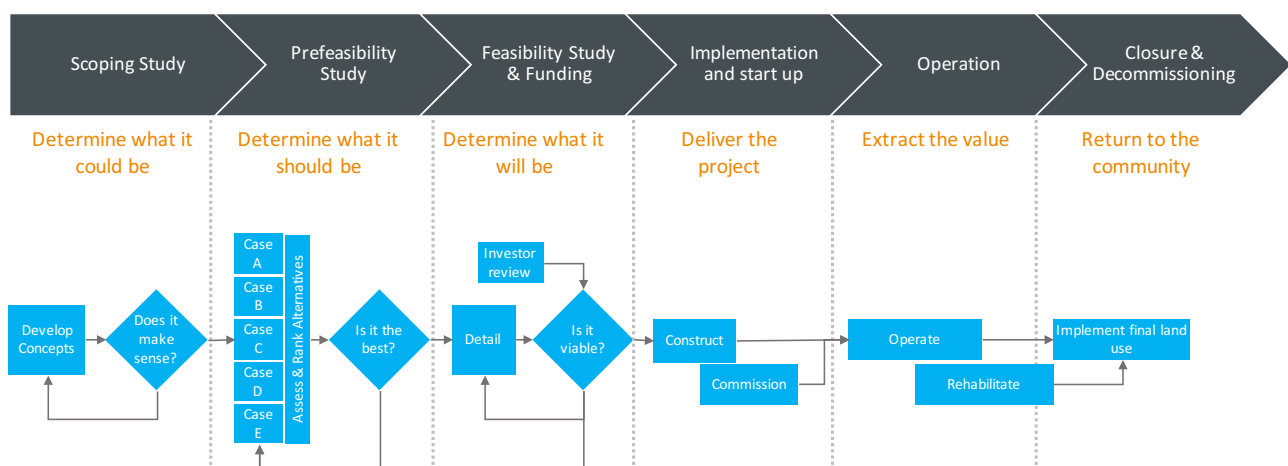 Scoping Study
Prefeasibility
Study
Feasibility Study
& Funding
Implementation
and start up
Operation
Closure &
Decommissioning
Determine what it
could be
Determine what it
should be
Determine what it
will be
Deliver the
project
Extract the value
Return to the
community
Develop
Concepts
Does it
make
sense?
Case
A
Case
B
Case
C
Case
D
Case
E
Assess & Rank Alternatives
Is it the
best?
Investor
review
Detail
Is it
viable?
Construct
Commission
Operate
Rehabilitate
Implement final land
use